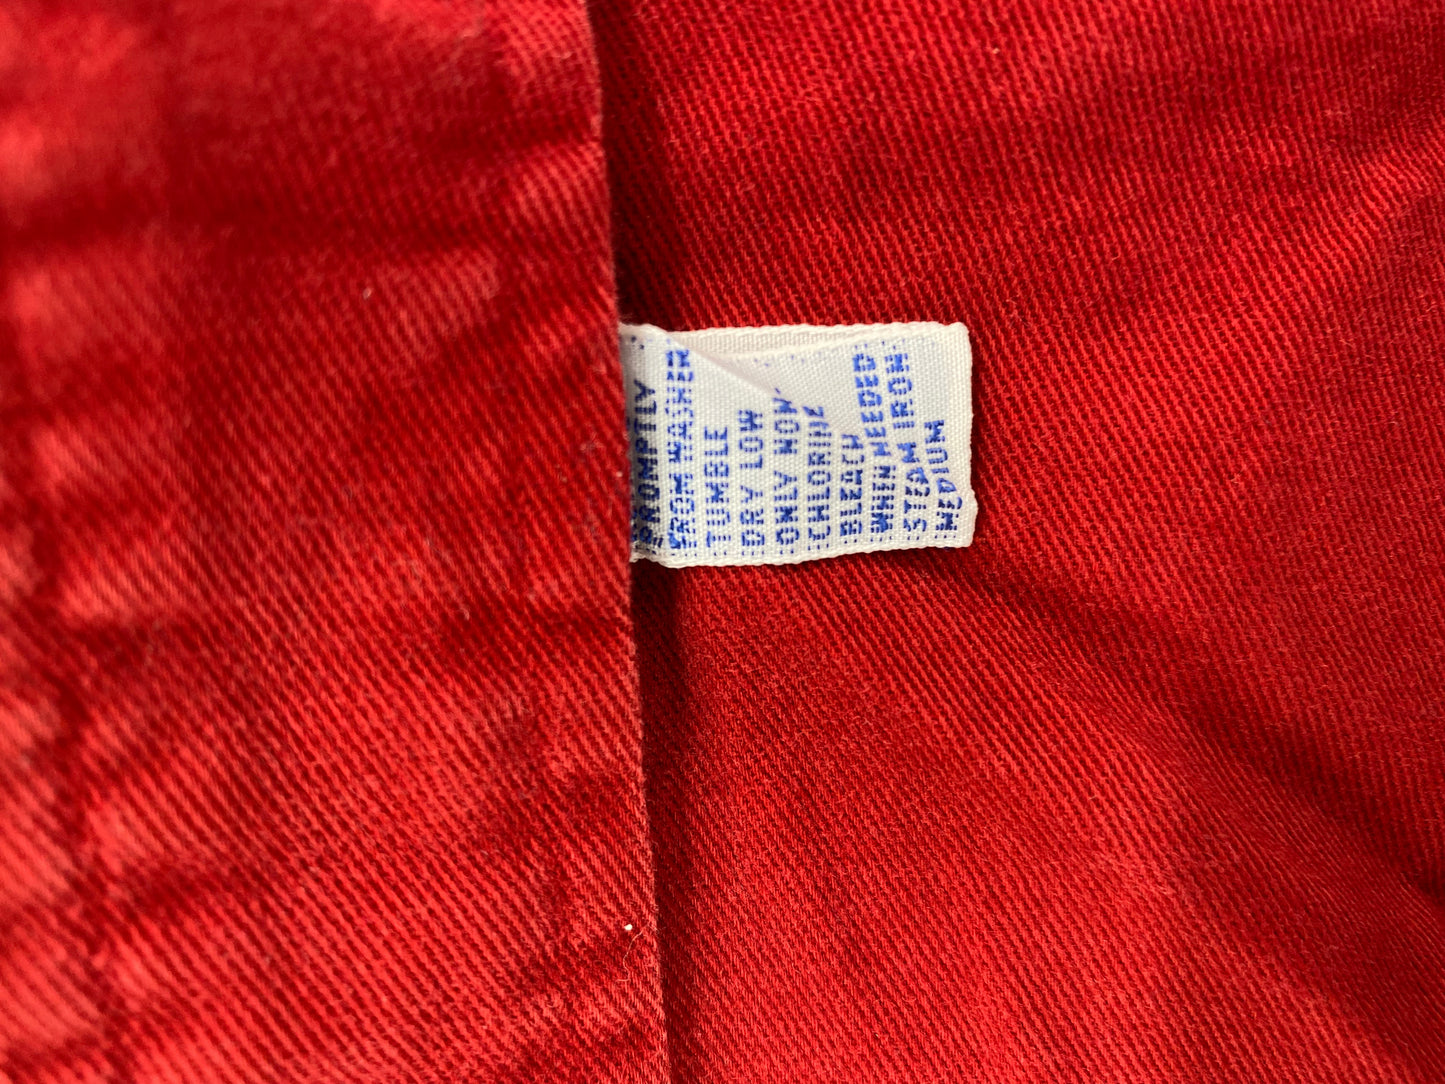 PROMPTLY
FROM WASHER
TUMBLE
DRY LOW
ONLY NON-
CHLORINE
BLEACH
WHEN NEEDED
STEAM IRON
MEDIUM